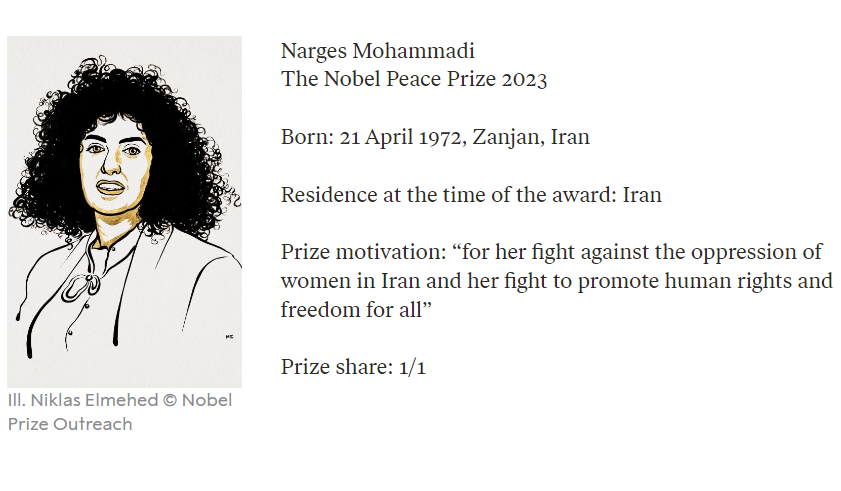 Narges Mohammadi
The Nobel Peace Prize 2023
Born: 21 April 1972, Zanjan, Iran
Residence at the time of the award: Iran
Prize motivation: “for her fight against the oppression of
women in Iran and her fight to promote human rights and
freedom for all”
Prize share: 1/1
Ill. Niklas Elmehed © Nobel
Prize Outreach